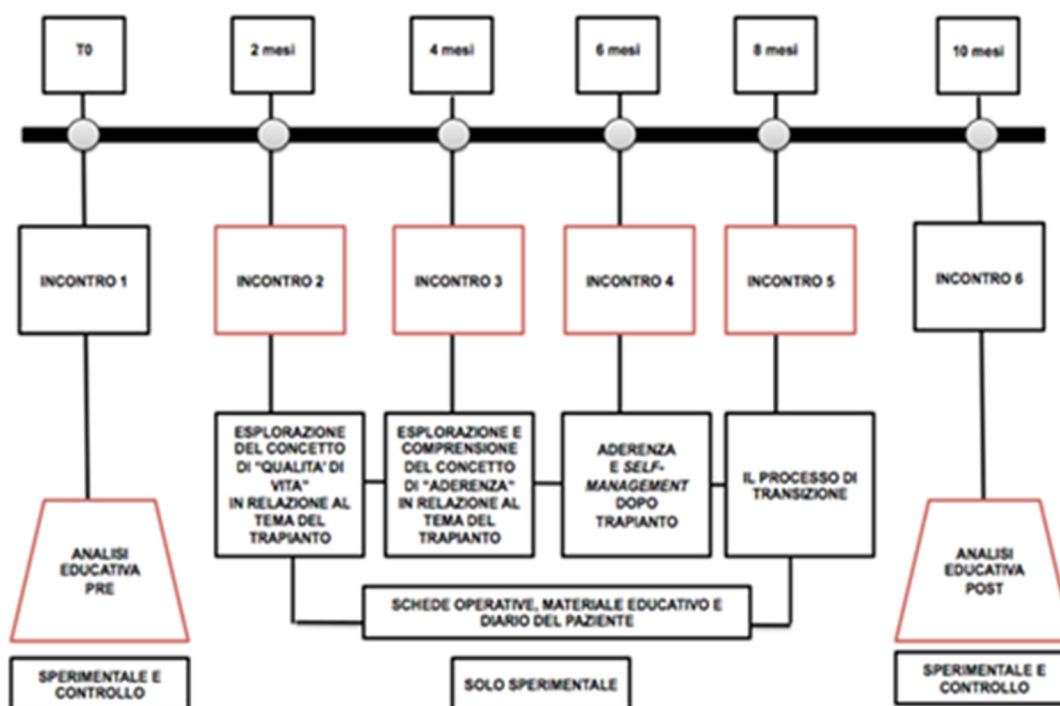 T0
2 mesi
4 mesi
6 mesi
8 mesi
10 mesi
INCONTRO 1
INCONTRO 2
INCONTRO 3
INCONTRO 4
INCONTRO 5
INCONTRO 6
ESPLORAZIONE
DEL CONCETTO
DI "QUALITA' DI
VITA"
IN RELAZIONE AL
TEMA DEL
TRAPIANTO
ESPLORAZIONE E
COMPRENSIONE
DEL CONCETTO
DI "ADERENZA"
IN RELAZIONE AL
TEMA DEL
TRAPIANTO
ADERENZA
E SELF-
MANAGEMENT
DOPO
TRAPIANTO
IL PROCESSO DI
TRANSIZIONE
ANALISI
EDUCATIVA
PRE
ANALISI
EDUCATIVA
POST
SCHEDE OPERATIVE, MATERIALE EDUCATIVO E
DIARIO DEL PAZIENTE
SPERIMENTALE E
CONTROLLO
SOLO SPERIMENTALE
SPERIMENTALE E
CONTROLLO